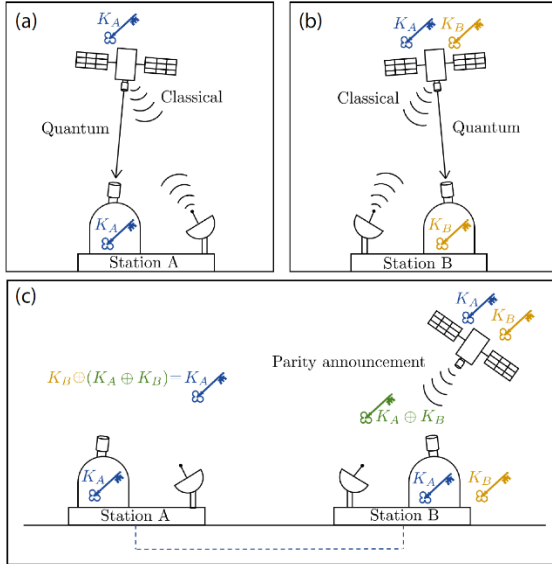 (a)
K_A
Classical
Quantum
K_A
Station A
(b)
K_A K_B
Classical
Quantum
K_B
Station B
(c)
K_A
K_B
Parity announcement
K_B⊕(K_A ⊕ K_B)=K_A
K_A ⊕ K_B
K_A
K_A K_B
Station A
Station B